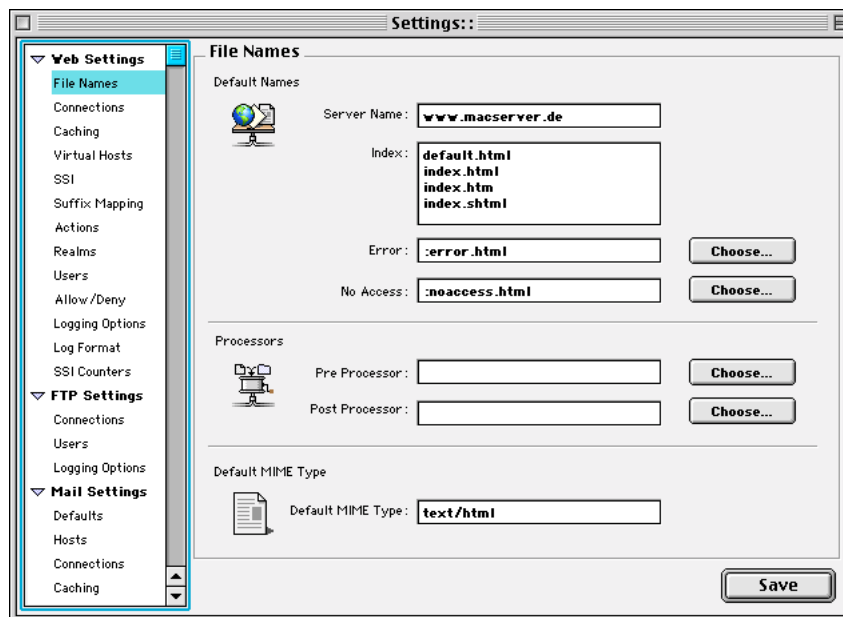 Settings::
Web Settings
File Names
Connections
Caching
Virtual Hosts
SSI
Suffix Mapping
Actions
Realms
Users
Allow/Deny
Logging Options
Log Format
SSI Counters
FTP Settings
Connections
Users
Logging Options
Mail Settings
Defaults
Hosts
Connections
Caching
File Names
Default Names
Server Name: www.macserver.de
Index: default.html
index.html
index.htm
index.shtml
Error: :error.html Choose...
No Access: :noaccess.html Choose...
Processors
Pre Processor: Choose...
Post Processor: Choose...
Default MIME Type
Default MIME Type: text/html
Save